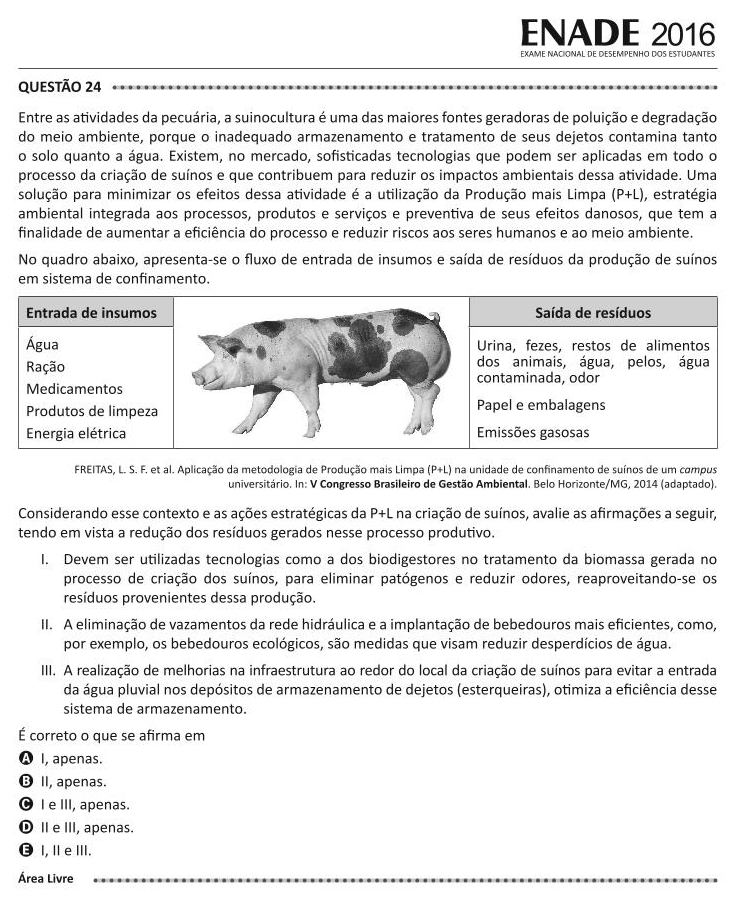 ENADE 2016
EXAME NACIONAL DE DESEMPENHO DOS ESTUDANTES
QUESTÃO 24
Entre as atividades da pecuária, a suinocultura é uma das maiores fontes geradoras de poluição e degradação
do meio ambiente, porque o inadequado armazenamento e tratamento de seus dejetos contamina tanto
o solo quanto a água. Existem, no mercado, sofisticadas tecnologias que podem ser aplicadas em todo o
processo da criação de suínos e que contribuem para reduzir os impactos ambientais dessa atividade. Uma
solução para minimizar os efeitos dessa atividade é a utilização da Produção mais Limpa (P+L), estratégia
ambiental integrada aos processos, produtos e serviços e preventiva de seus efeitos danosos, que tem a
finalidade de aumentar a eficiência do processo e reduzir riscos aos seres humanos e ao meio ambiente.
No quadro abaixo, apresenta-se o fluxo de entrada de insumos e saída de resíduos da produção de suínos
em sistema de confinamento.
Entrada de insumos
Água
Ração
Medicamentos
Produtos de limpeza
Energia elétrica
Saída de resíduos
Urina, fezes, restos de alimentos
dos animais, água, pelos, água
contaminada, odor
Papel e embalagens
Emissões gasosas
FREITAS, L. S. F. et al. Aplicação da metodologia de Produção mais Limpa (P+L) na unidade de confinamento de suínos de um campus
universitário. In: V Congresso Brasileiro de Gestão Ambiental. Belo Horizonte/MG, 2014 (adaptado).
Considerando esse contexto e as ações estratégicas da P+L na criação de suínos, avalie as afirmações a seguir,
tendo em vista a redução dos resíduos gerados nesse processo produtivo.
I. Devem ser utilizadas tecnologias como a dos biodigestores no tratamento da biomassa gerada no
processo de criação dos suínos, para eliminar patógenos e reduzir odores, reaproveitando-se os
resíduos provenientes dessa produção.
II. A eliminação de vazamentos da rede hidráulica e a implantação de bebedouros mais eficientes, como,
por exemplo, os bebedouros ecológicos, são medidas que visam reduzir desperdícios de água.
III. A realização de melhorias na infraestrutura ao redor do local da criação de suínos para evitar a entrada
da água pluvial nos depósitos de armazenamento de dejetos (esterqueiras), otimiza a eficiência desse
sistema de armazenamento.
É correto o que se afirma em
A I, apenas.
B II, apenas.
C I e III, apenas.
D II e III, apenas.
E I, II e III.
Área Livre